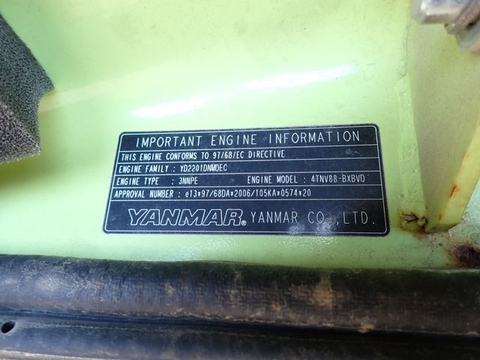 IMPORTANT ENGINE INFORMATION
THIS ENGINE CONFORMS TO 97/68/EC DIRECTIVE
ENGINE FAMILY : YD2201DNMDEC
ENGINE TYPE : 3NNPE ENGINE MODEL : 4TNV88-BXBVD
APPROVAL NUMBER : e13*97/68DA*2006/105KA*0574*20
YANMAR® YANMAR CO.,LTD.